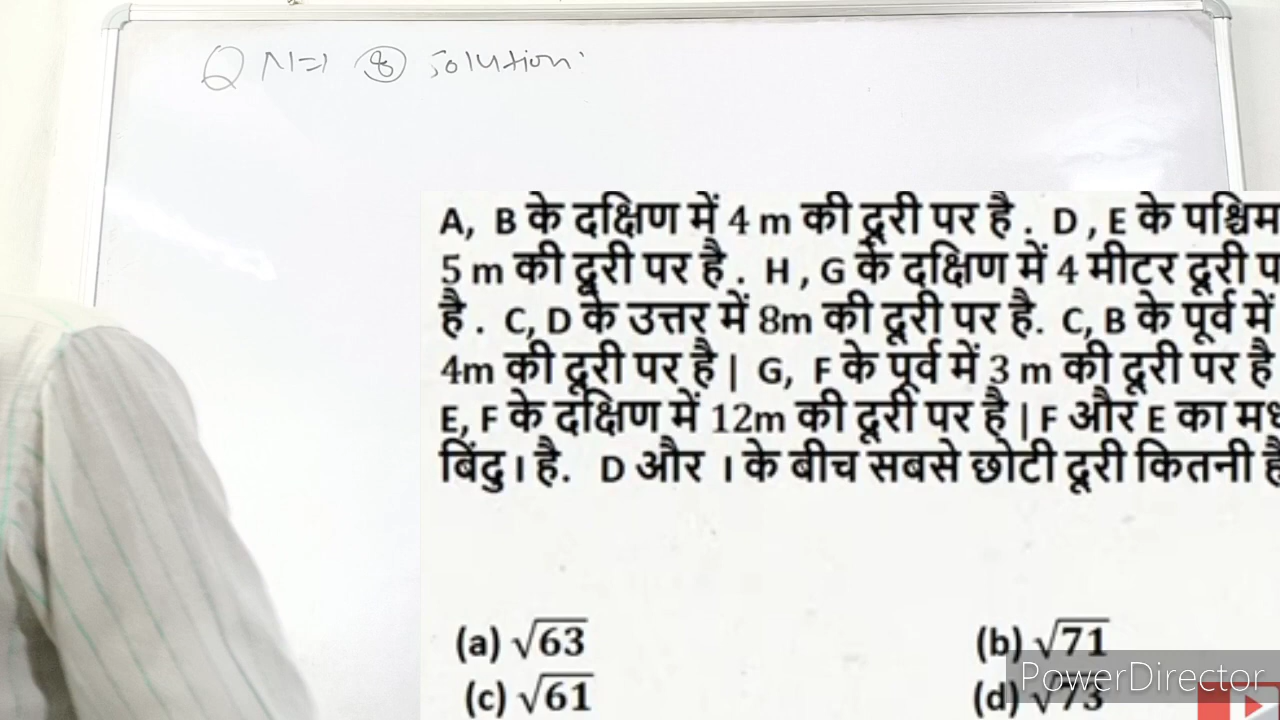 Q N=1 8 solution
A, B के दक्षिण में 4 m की दूरी पर है. D, E के पश्चिम
5 m की दूरी पर है. H, G के दक्षिण में 4 मीटर दूरी प
है. C, D के उत्तर में 8m की दूरी पर है. C, B के पूर्व में
4m की दूरी पर है | G, F के पूर्व में 3 m की दूरी पर है
E, F के दक्षिण में 12m की दूरी पर है | F और E का मध
बिंदु I है. D और I के बीच सबसे छोटी दूरी कितनी है
(a) √63 (b) √71
(c) √61 (d) √73
PowerDirector